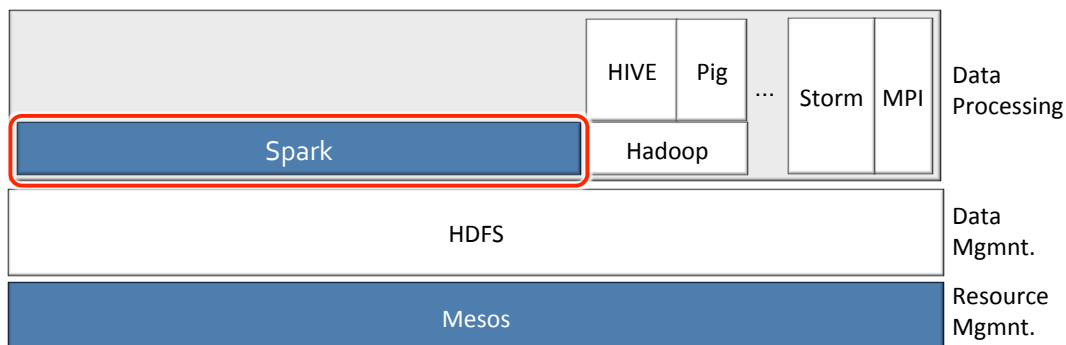 HIVE
Pig
...
Storm
MPI
Data
Processing
Spark
Hadoop
HDFS
Data
Mgmnt.
Mesos
Resource
Mgmnt.